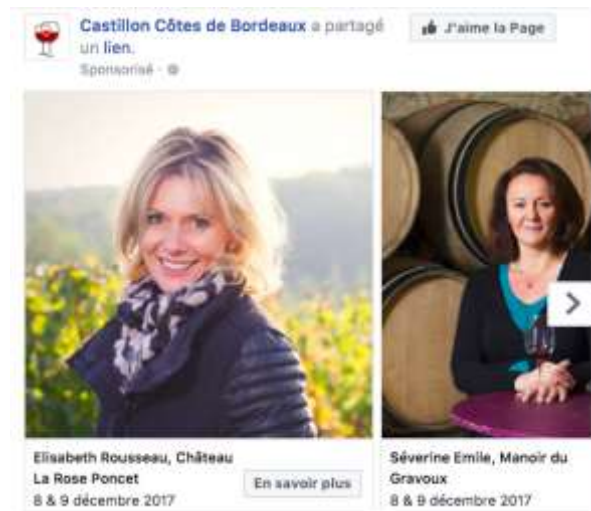 Castillon Côtes de Bordeaux a partagé
un lien.
Sponsorisé ·
J'aime la Page
Elisabeth Rousseau, Château
La Rose Poncet
8 & 9 décembre 2017
En savoir plus
Séverine Emile, Manoir du
Gravoux
8 & 9 décembre 2017